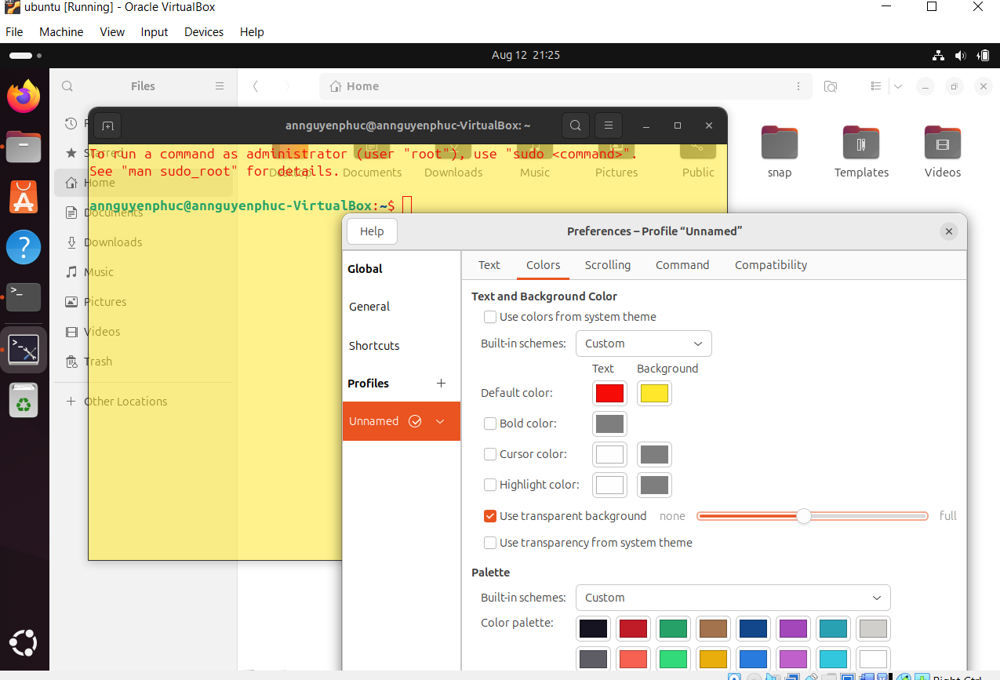 ubuntu [Running] - Oracle VirtualBox
File Machine View Input Devices Help
Aug 12 21:25
Files
Home
annguyenphuc@annguyenphuc-VirtualBox: ~
To run a command as administrator (user "root"), use "sudo <command>".
See "man sudo_root" for details.
annguyenphuc@annguyenphuc-VirtualBox:~$
Starred
Home
Documents
Downloads
Music
Pictures
Videos
Trash
Other Locations
Desktop
Documents
Downloads
Music
Pictures
Public
snap
Templates
Videos
Help
Preferences – Profile “Unnamed”
Global
General
Shortcuts
Profiles
Unnamed
Text Colors Scrolling Command Compatibility
Text and Background Color
Use colors from system theme
Built-in schemes: Custom
Text Background
Default color:
Bold color:
Cursor color:
Highlight color:
Use transparent background none full
Use transparency from system theme
Palette
Built-in schemes: Custom
Color palette:
Right Ctrl